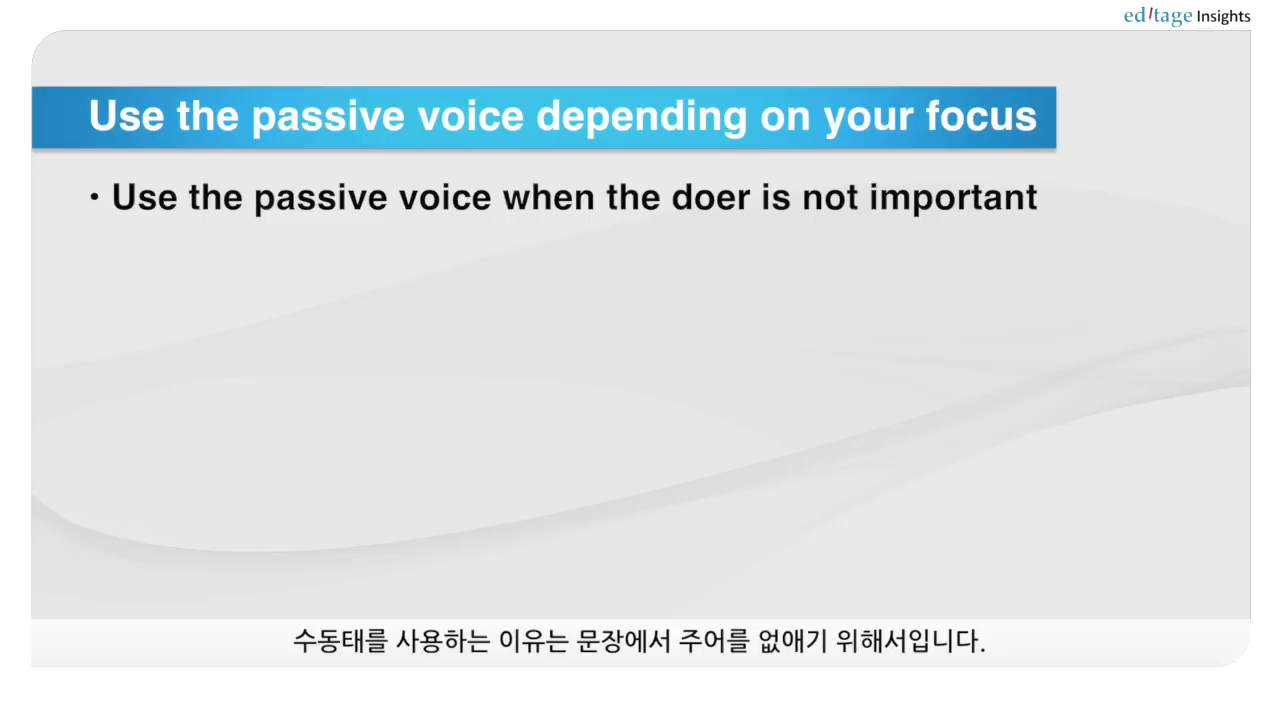 editage Insights
Use the passive voice depending on your focus
• Use the passive voice when the doer is not important
수동태를 사용하는 이유는 문장에서 주어를 없애기 위해서입니다.